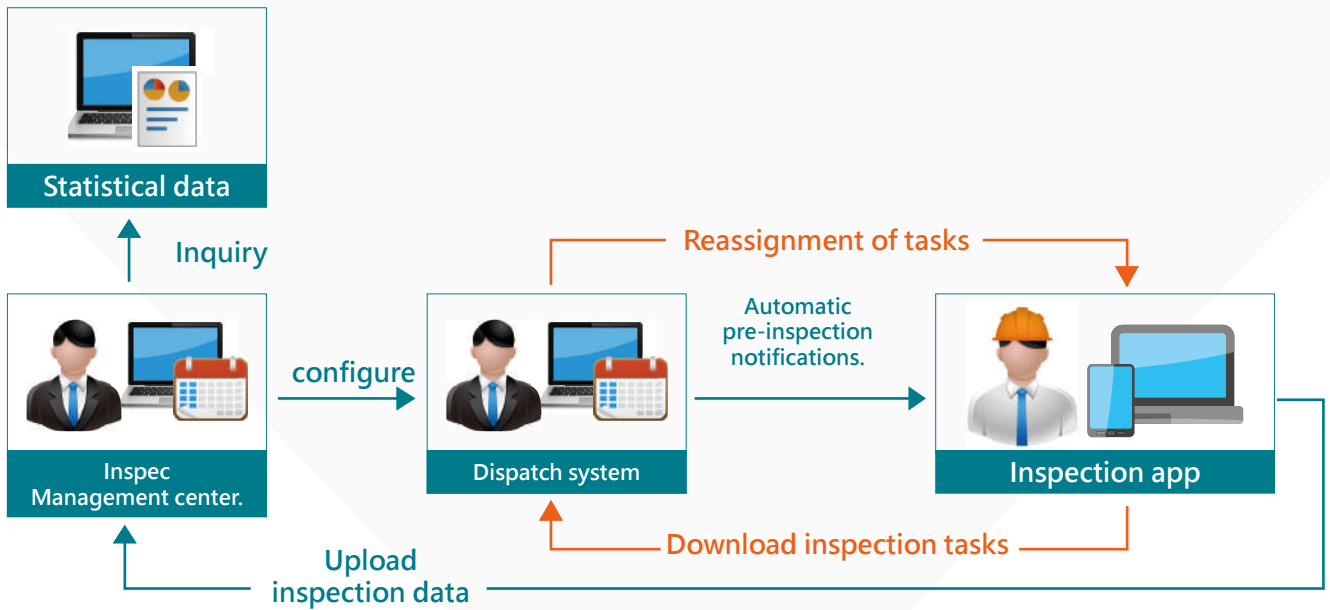 Statistical data
Inquiry
Reassignment of tasks
Automatic
pre-inspection
notifications.
configure
Inspec
Management center.
Dispatch system
Inspection app
Download inspection tasks
Upload
inspection data